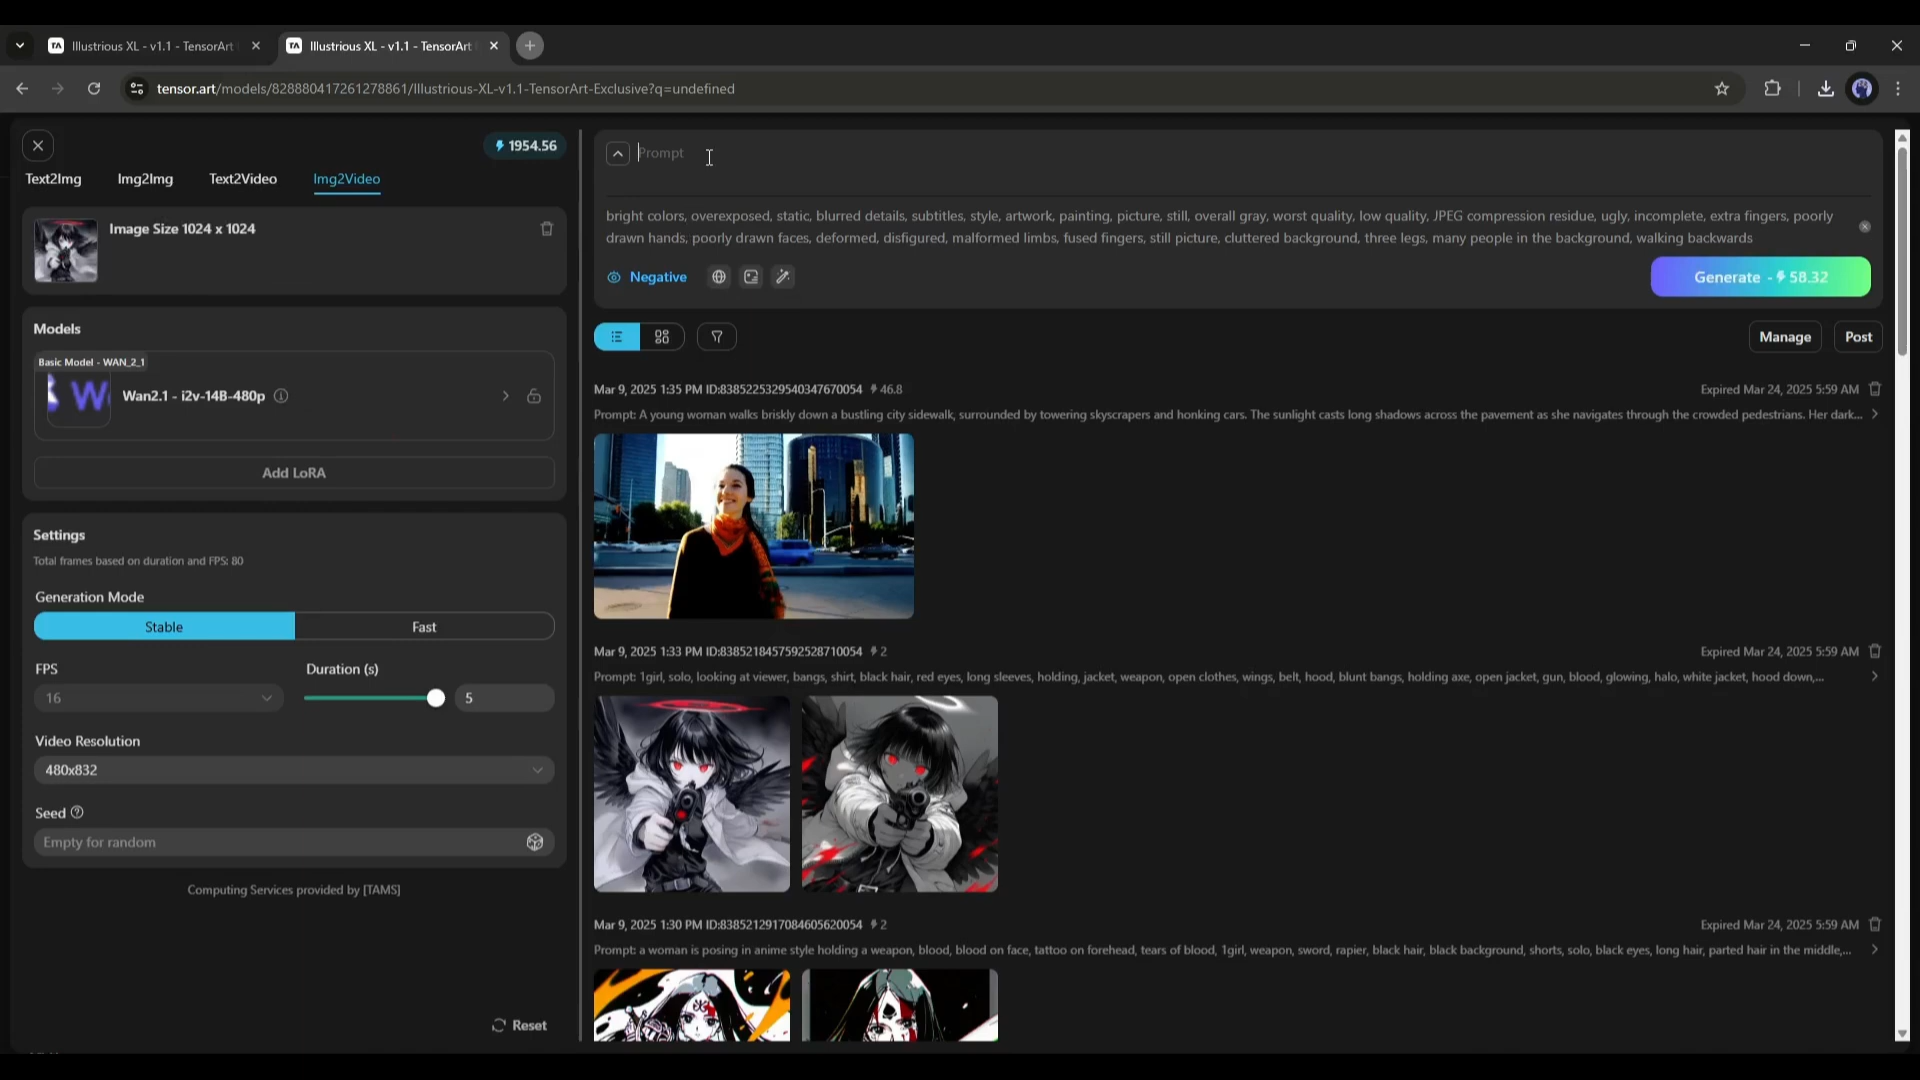 Illustrious XL - v1.1 - TensorArt
Illustrious XL - v1.1 - TensorArt
tensor.art/models/828880417261278861/Illustrious-XL-v1.1-TensorArt-Exclusive?q=undefined
1954.56
Text2Img
Img2Img
Text2Video
Img2Video
Image Size 1024 x 1024
Models
Basic Model - WAN_2_1
Wan2.1 - i2v-14B-480p
Add LoRA
Settings
Total frames based on duration and FPS: 80
Generation Mode
Stable
Fast
FPS
Duration (s)
16
5
Video Resolution
480x832
Seed
Empty for random
Computing Services provided by [TAMS]
Reset
Prompt
bright colors, overexposed, static, blurred details, subtitles, style, artwork, painting, picture, still, overall gray, worst quality, low quality, JPEG compression residue, ugly, incomplete, extra fingers, poorly
drawn hands, poorly drawn faces, deformed, disfigured, malformed limbs, fused fingers, still picture, cluttered background, three legs, many people in the background, walking backwards
Negative
Generate - 58.32
Manage
Post
Mar 9, 2025 1:35 PM ID:838522532954034767​0054 46.8
Expired Mar 24, 2025 5:59 AM
Prompt: A young woman walks briskly down a bustling city sidewalk, surrounded by towering skyscrapers and honking cars. The sunlight casts long shadows across the pavement as she navigates through the crowded pedestrians. Her dark...
Mar 9, 2025 1:33 PM ID:838521845759252871​0054 2
Expired Mar 24, 2025 5:59 AM
Prompt: 1girl, solo, looking at viewer, bangs, shirt, black hair, red eyes, long sleeves, holding, jacket, weapon, open clothes, wings, belt, hood, blunt bangs, holding axe, open jacket, gun, blood, glowing, halo, white jacket, hood down,...
Mar 9, 2025 1:30 PM ID:838521291708460562​0054 2
Expired Mar 24, 2025 5:59 AM
Prompt: a woman is posing in anime style holding a weapon, blood, blood on face, tattoo on forehead, tears of blood, 1girl, weapon, sword, rapier, black hair, black background, shorts, solo, black eyes, long hair, parted hair in the middle,...